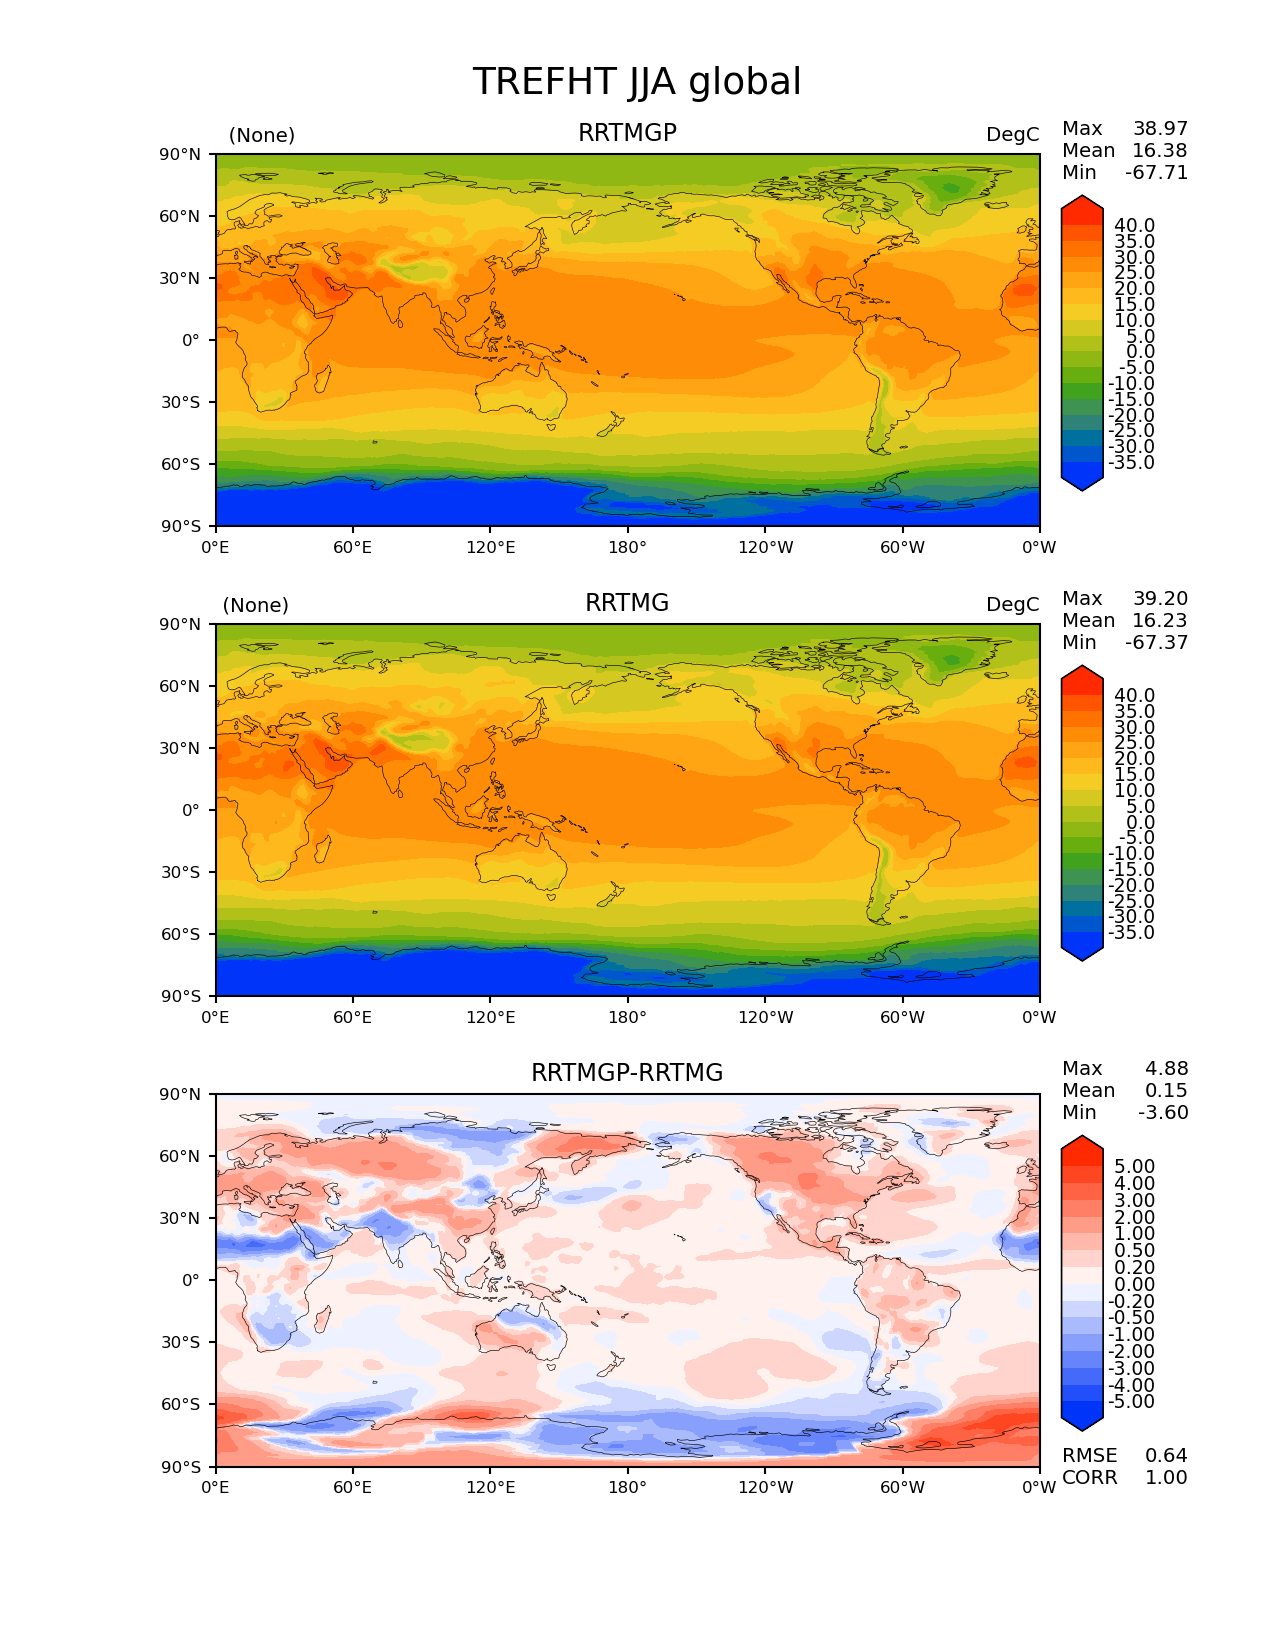 TREFHT JJA global
(None) RRTMGP DegC
Max 38.97
Mean 16.38
Min -67.71
90°N
60°N
30°N
0°
30°S
60°S
90°S
0°E 60°E 120°E 180° 120°W 60°W 0°W
40.0
35.0
30.0
25.0
20.0
15.0
10.0
5.0
0.0
-5.0
-10.0
-15.0
-20.0
-25.0
-30.0
-35.0
(None) RRTMG DegC
Max 39.20
Mean 16.23
Min -67.37
90°N
60°N
30°N
0°
30°S
60°S
90°S
0°E 60°E 120°E 180° 120°W 60°W 0°W
40.0
35.0
30.0
25.0
20.0
15.0
10.0
5.0
0.0
-5.0
-10.0
-15.0
-20.0
-25.0
-30.0
-35.0
RRTMGP-RRTMG
Max 4.88
Mean 0.15
Min -3.60
90°N
60°N
30°N
0°
30°S
60°S
90°S
0°E 60°E 120°E 180° 120°W 60°W 0°W
5.00
4.00
3.00
2.00
1.00
0.50
0.20
0.00
-0.20
-0.50
-1.00
-2.00
-3.00
-4.00
-5.00
RMSE 0.64
CORR 1.00